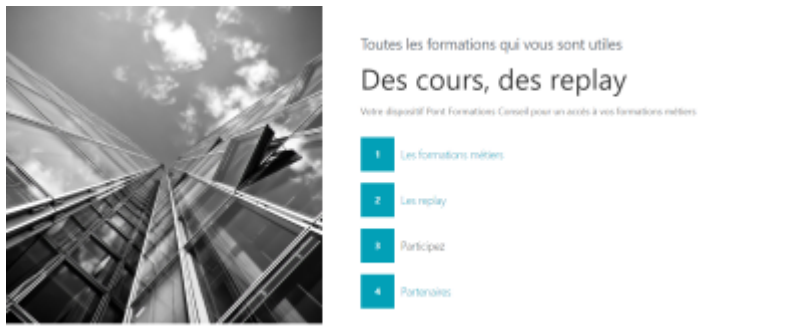 Toutes les formations qui vous sont utiles
Des cours, des replay
Votre dispositif Pont Formations Conseil pour un accès à vos formations métiers
1 Les formations métiers
2 Les replay
3 Participez
4 Partenaires